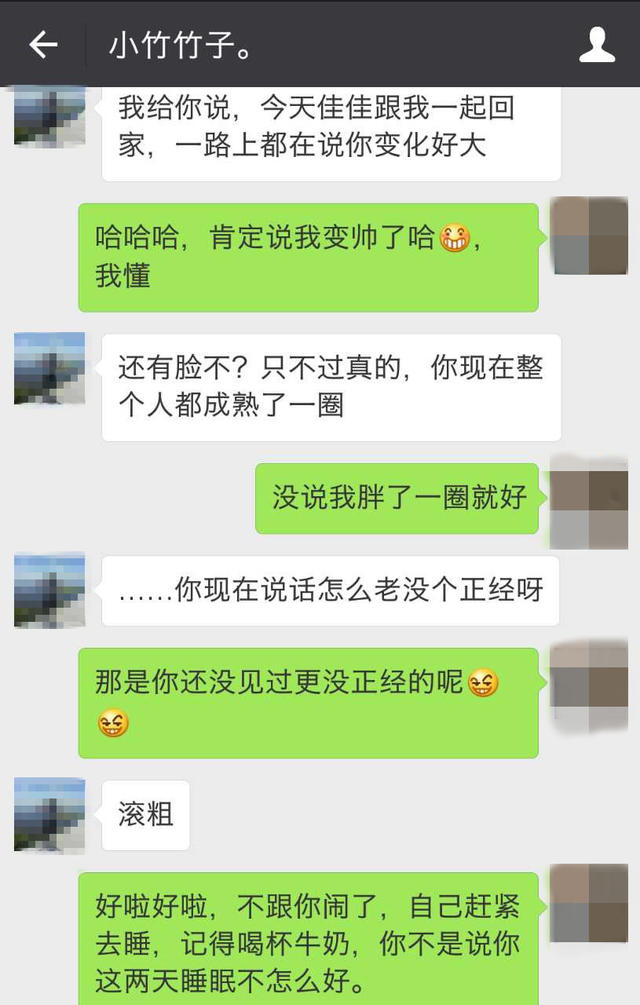 小竹竹子。
我给你说，今天佳佳跟我一起回
家，一路上都在说你变化好大
哈哈哈，肯定说我变帅了哈😁，
我懂
还有脸不？只不过真的，你现在整
个人都成熟了一圈
没说我胖了一圈就好
……你现在说话怎么老没个正经呀
那是你还没见过更没正经的呢😆
😆
滚粗
好啦好啦，不跟你闹了，自己赶紧
去睡，记得喝杯牛奶，你不是说你
这两天睡眠不怎么好。